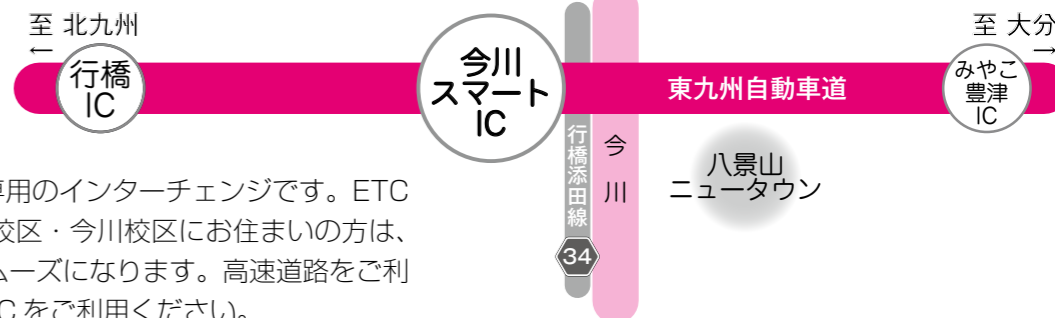 至 北九州
←
行橋
IC
今川
スマート
IC
東九州自動車道
至 大分
→
みやこ
豊津
IC
行橋添田線
34
今川
八景山
ニュータウン
専用のインターチェンジです。ETC
校区・今川校区にお住まいの方は、
ムーズになります。高速道路をご利
Cをご利用ください。